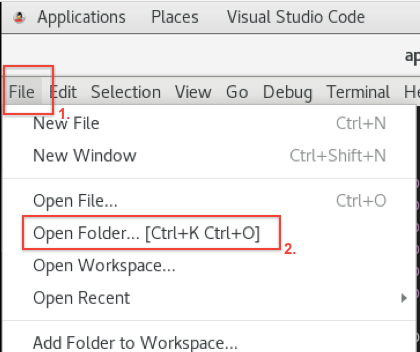 Applications Places Visual Studio Code
ap
File Edit Selection View Go Debug Terminal He
1.
New File Ctrl+N
New Window Ctrl+Shift+N
Open File... Ctrl+O
Open Folder... [Ctrl+K Ctrl+O]
2.
Open Workspace...
Open Recent
Add Folder to Workspace...